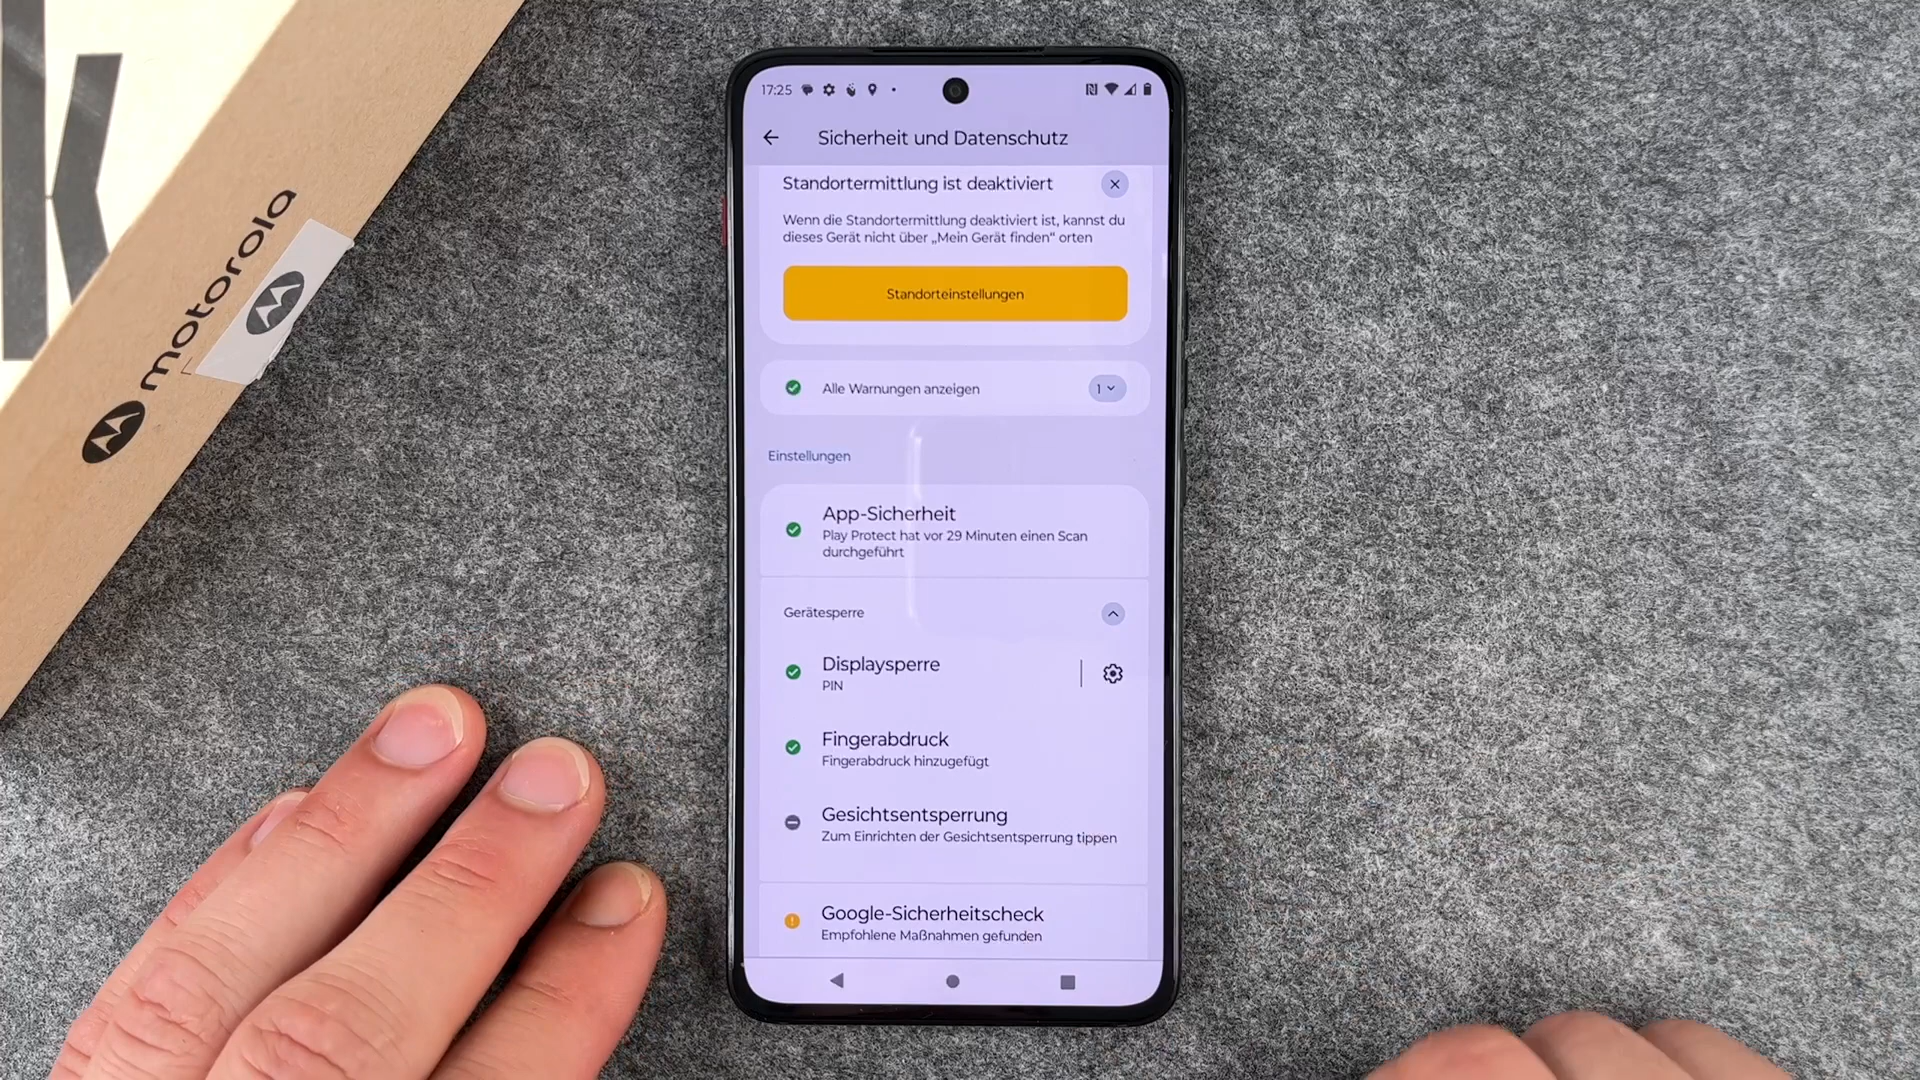 k
motorola
17:25
Sicherheit und Datenschutz
Standortermittlung ist deaktiviert
Wenn die Standortermittlung deaktiviert ist, kannst du
dieses Gerät nicht über „Mein Gerät finden“ orten
Standorteinstellungen
Alle Warnungen anzeigen
1
Einstellungen
App-Sicherheit
Play Protect hat vor 29 Minuten einen Scan
durchgeführt
Gerätesperre
Displaysperre
PIN
Fingerabdruck
Fingerabdruck hinzugefügt
Gesichtsentsperrung
Zum Einrichten der Gesichtsentsperrung tippen
Google-Sicherheitscheck
Empfohlene Maßnahmen gefunden